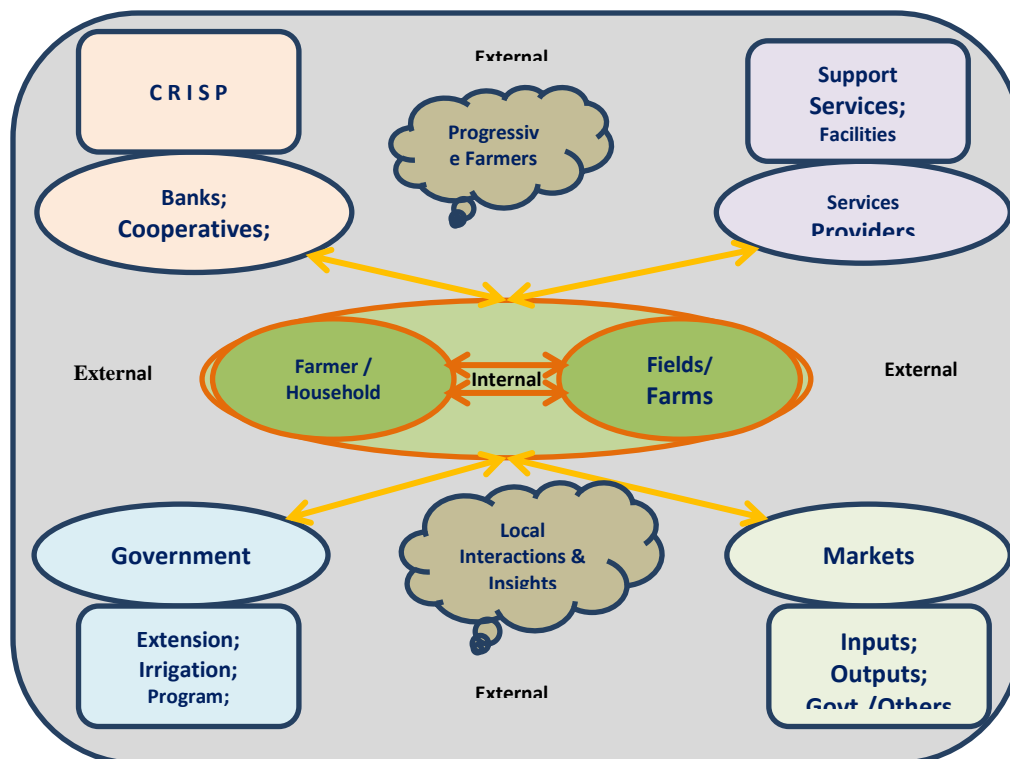 External
C R I S P
Support
Services;
Facilities
Progressiv
e Farmers
Banks;
Cooperatives;
Services
Providers
External
Farmer /
Household
Internal
Fields/
Farms
External
Government
Local
Interactions &
Insights
Markets
Extension;
Irrigation;
Program;
Inputs;
Outputs;
Govt /Others
External